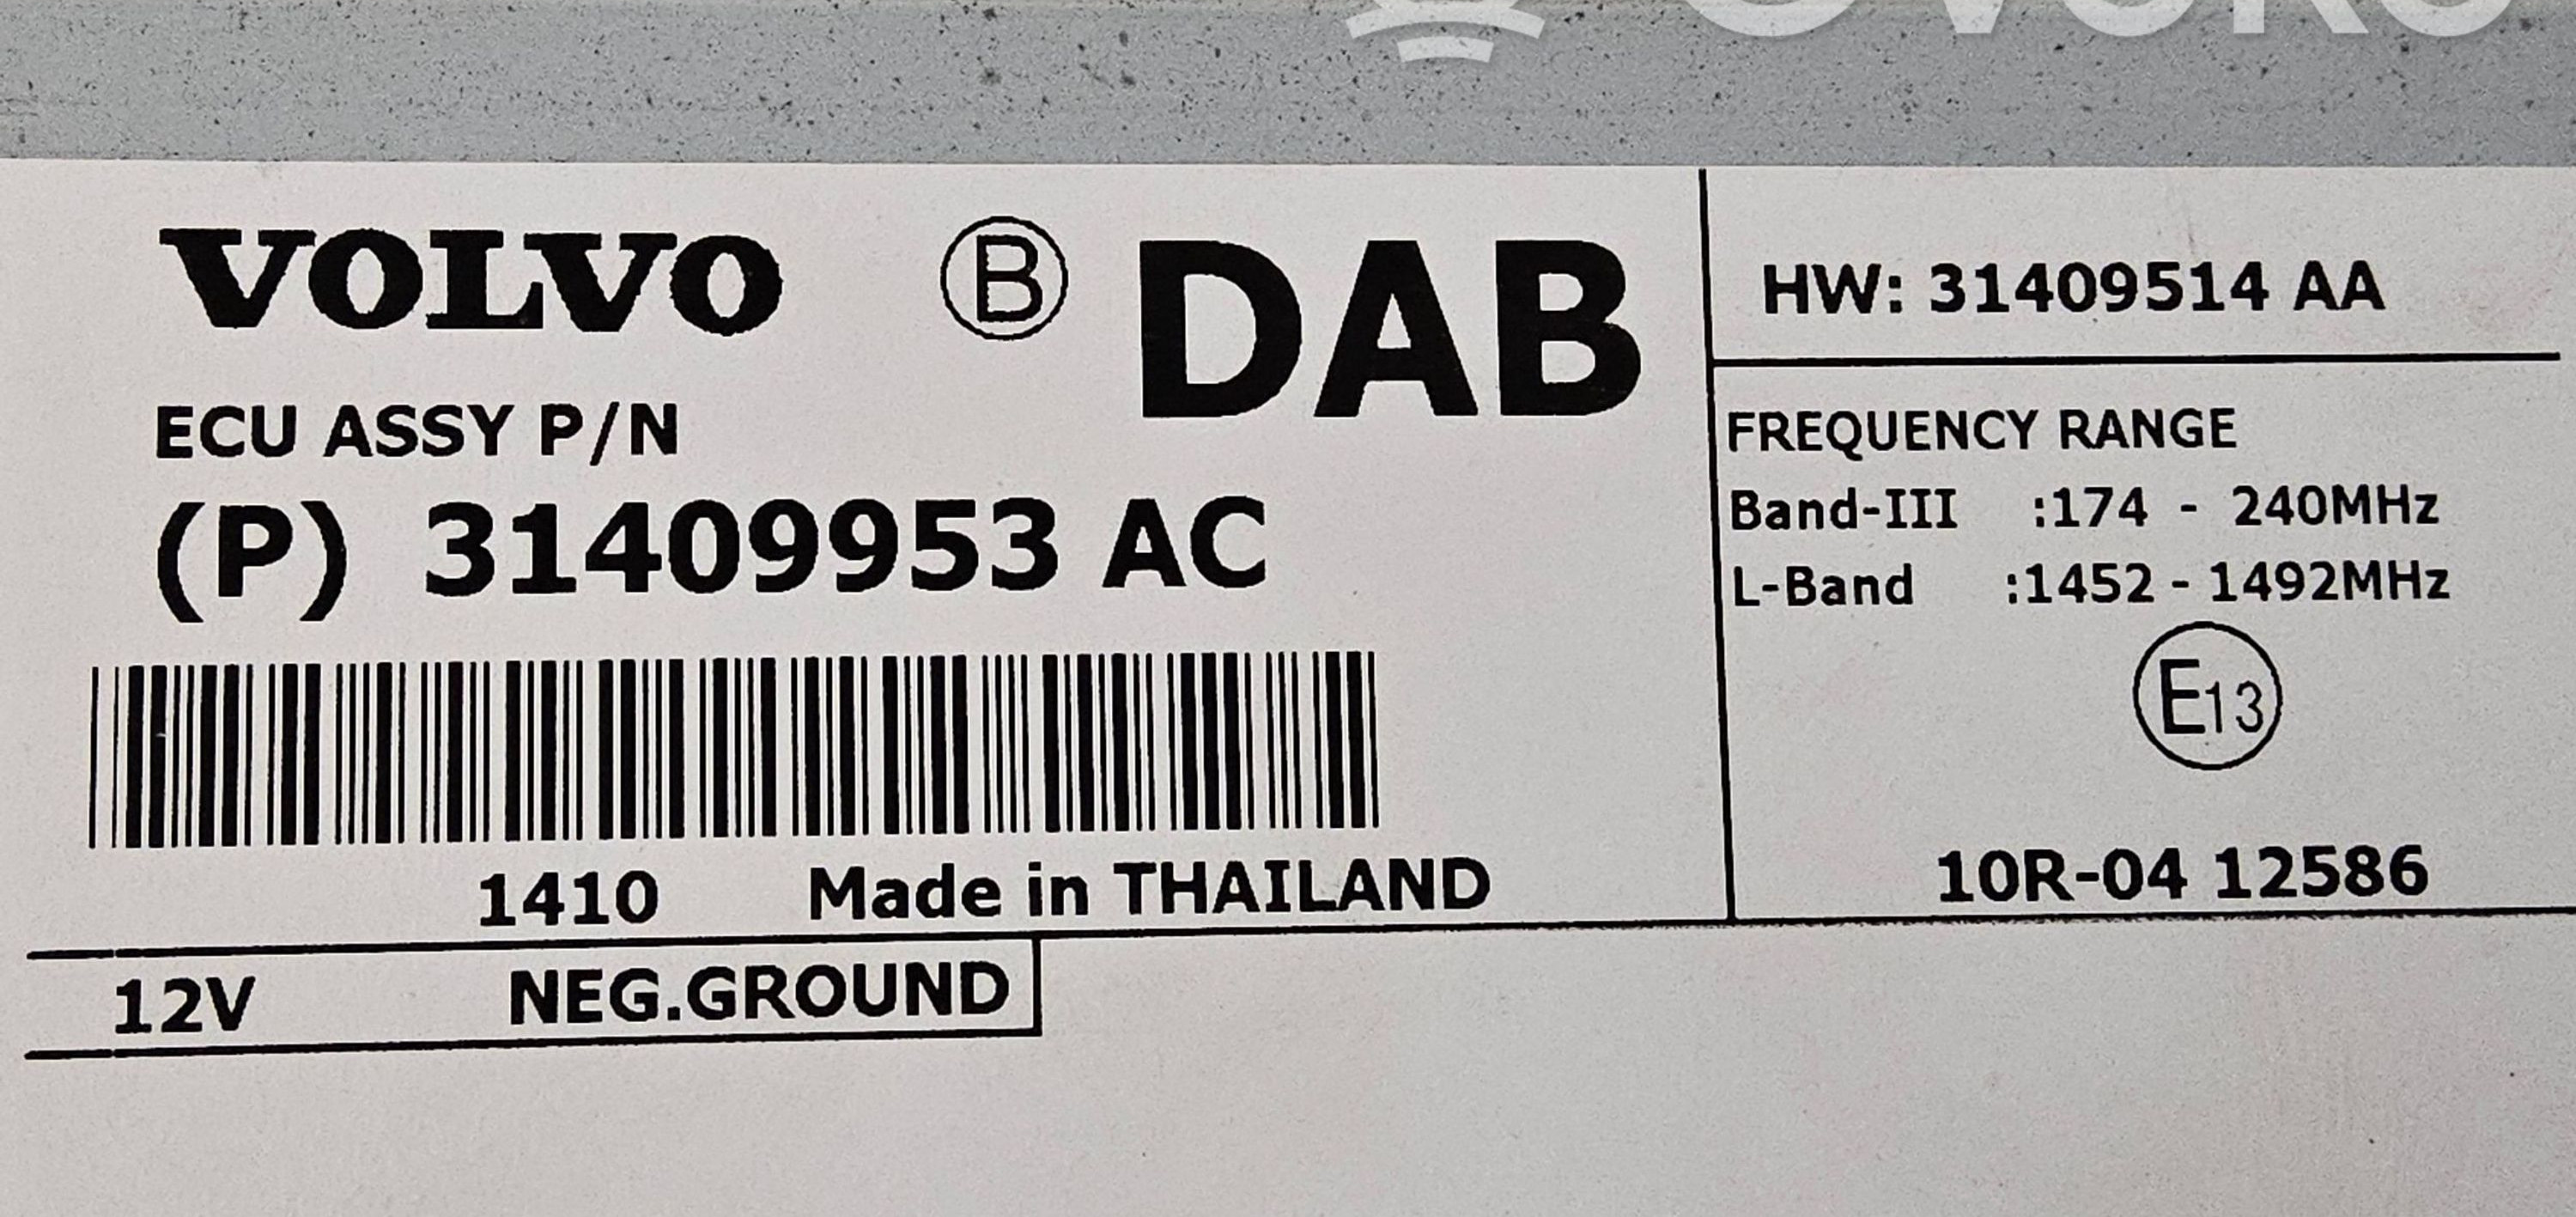 VOLVO Ⓑ DAB
ECU ASSY P/N
(P) 31409953 AC
1410 Made in THAILAND
12V NEG.GROUND
HW: 31409514 AA
FREQUENCY RANGE
Band-III :174 - 240MHz
L-Band :1452 - 1492MHz
E13
10R-04 12586